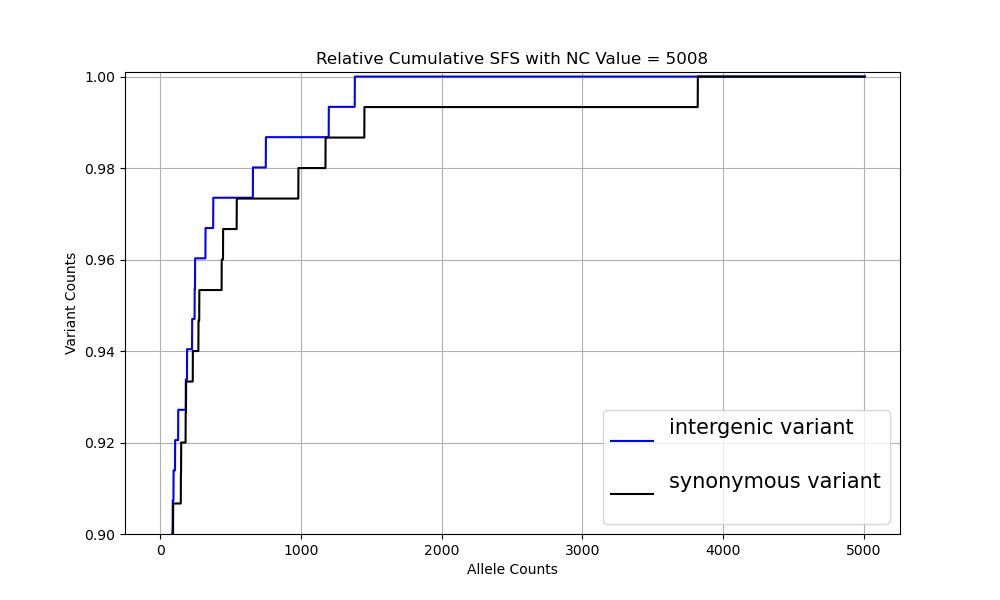 Relative Cumulative SFS with NC Value = 5008
1.00
0.98
0.96
0.94
0.92
0.90
Variant Counts
intergenic variant
synonymous variant
0
1000
2000
3000
4000
5000
Allele Counts